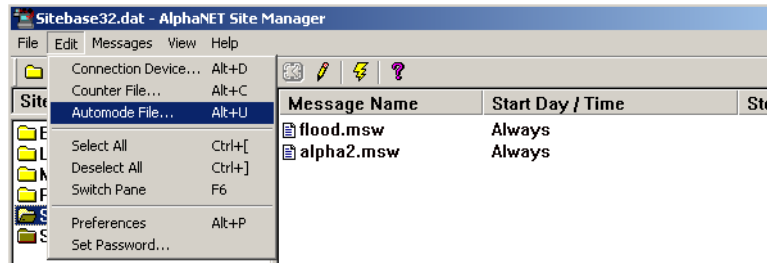 Sitebase32.dat - AlphaNET Site Manager
File Edit Messages View Help
Connection Device... Alt+D
Counter File... Alt+C
Automode File... Alt+U
Select All Ctrl+[
Deselect All Ctrl+]
Switch Pane F6
Preferences Alt+P
Set Password...
Message Name Start Day / Time
flood.msw Always
alpha2.msw Always